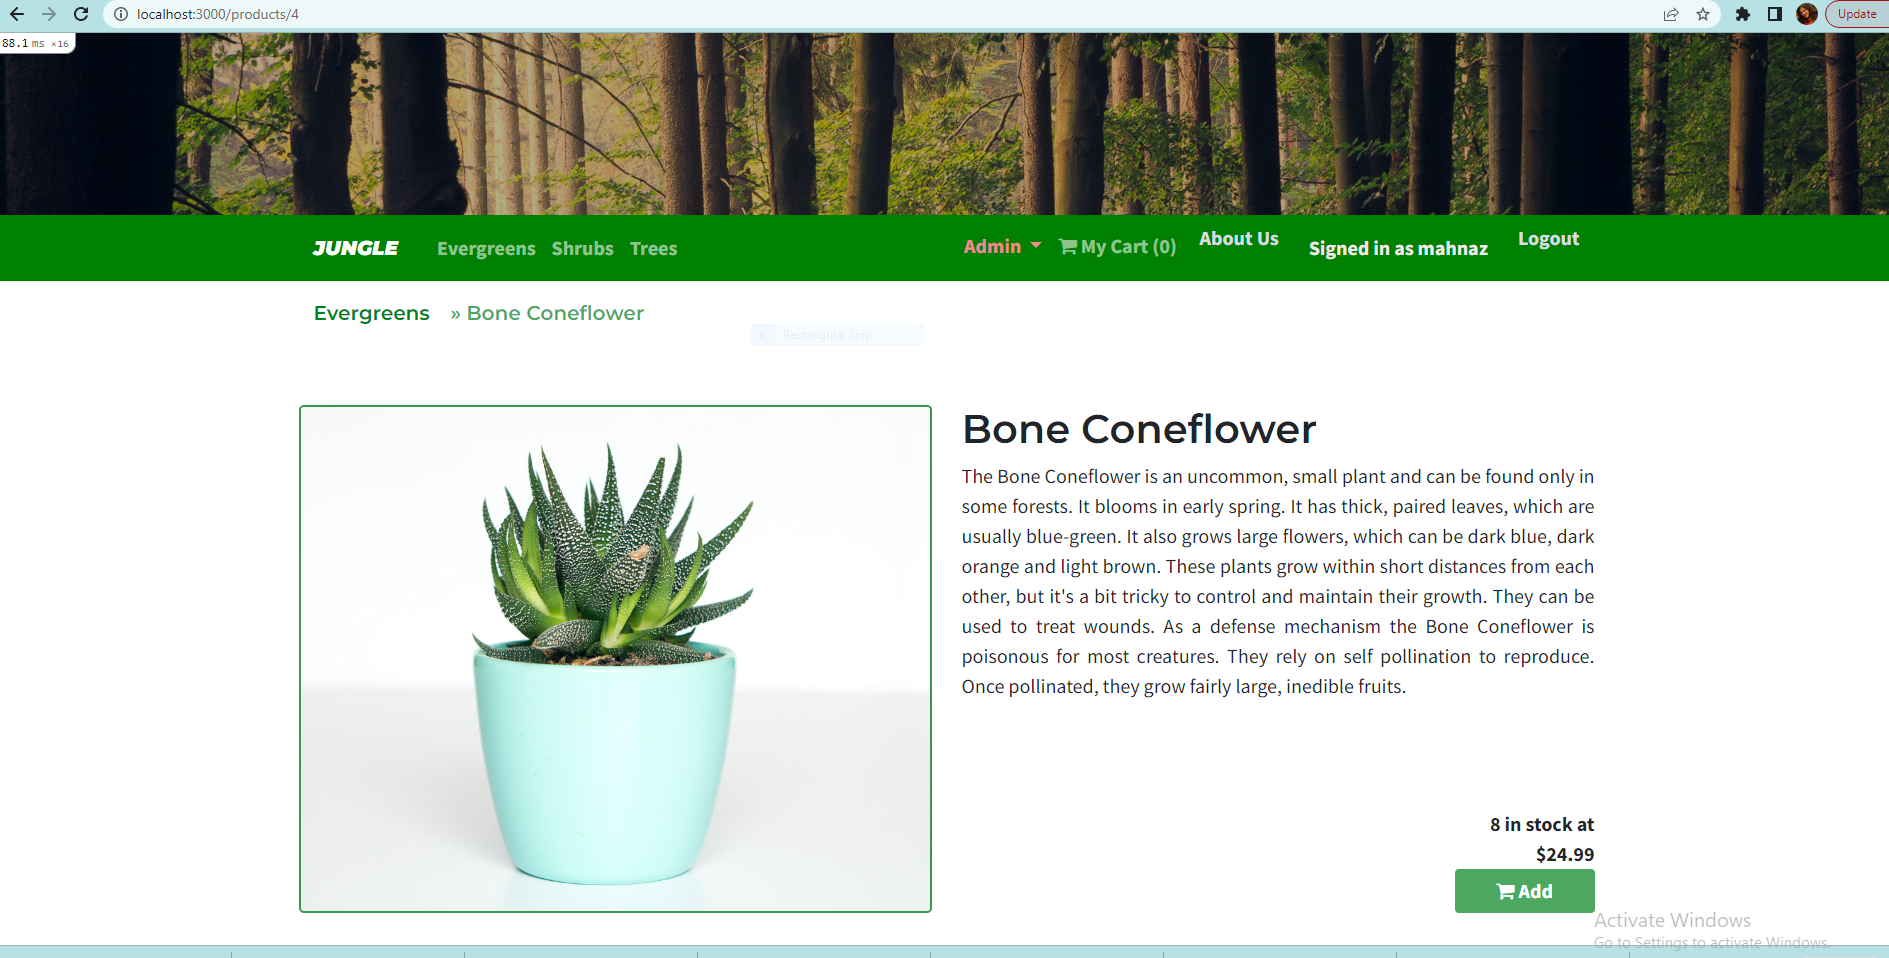 localhost:3000/products/4
Update
88.1 ms ×16
JUNGLE Evergreens Shrubs Trees Admin My Cart (0) About Us Signed in as mahnaz Logout
Evergreens » Bone Coneflower
Rectangular Snip
Bone Coneflower
The Bone Coneflower is an uncommon, small plant and can be found only in
some forests. It blooms in early spring. It has thick, paired leaves, which are
usually blue-green. It also grows large flowers, which can be dark blue, dark
orange and light brown. These plants grow within short distances from each
other, but it's a bit tricky to control and maintain their growth. They can be
used to treat wounds. As a defense mechanism the Bone Coneflower is
poisonous for most creatures. They rely on self pollination to reproduce.
Once pollinated, they grow fairly large, inedible fruits.
8 in stock at
$24.99
Add
Activate Windows
Go to Settings to activate Windows.